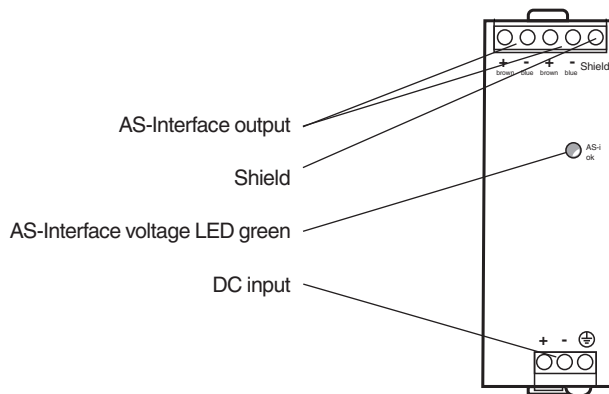 + - + - Shield
brown blue brown blue
AS-Interface output
AS-i
ok
Shield
AS-Interface voltage LED green
DC input
+ -